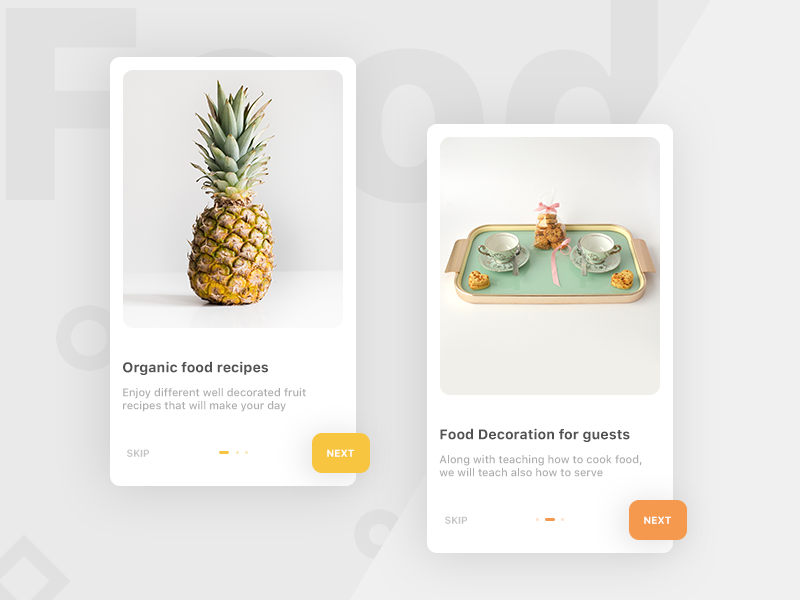 Food
Organic food recipes
Enjoy different well decorated fruit
recipes that will make your day
SKIP
NEXT
Food Decoration for guests
Along with teaching how to cook food,
we will teach also how to serve
SKIP
NEXT